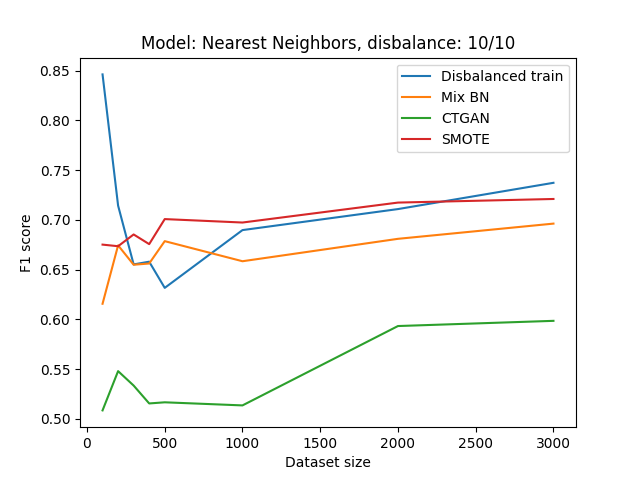 Model: Nearest Neighbors, disbalance: 10/10
Disbalanced train
Mix BN
CTGAN
SMOTE
F1 score
0.85
0.80
0.75
0.70
0.65
0.60
0.55
0.50
0 500 1000 1500 2000 2500 3000
Dataset size